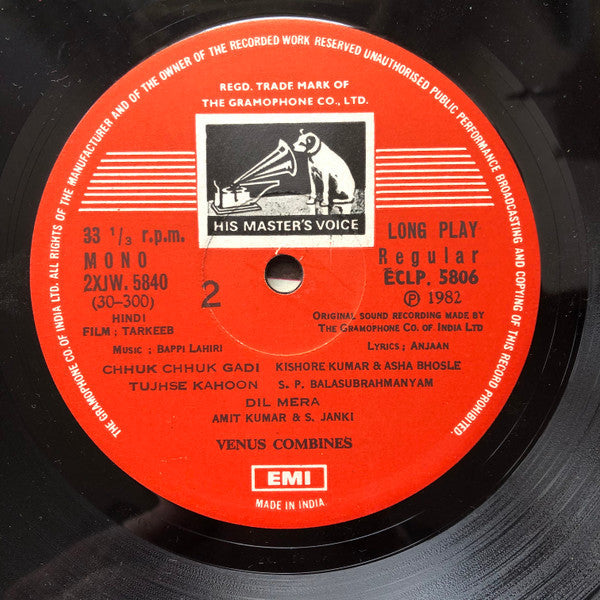 THE GRAMOPHONE CO. OF INDIA LTD. ALL RIGHTS OF THE MANUFACTURER AND OF THE OWNER OF THE RECORDED WORK RESERVED UNAUTHORISED PUBLIC PERFORMANCE BROADCASTING AND COPYING OF THIS RECORD PROHIBITED.
REGD. TRADE MARK OF
THE GRAMOPHONE CO., LTD.
HIS MASTER'S VOICE
33 1/3 r.p.m.
MONO
2XJW. 5840
(30-300)
HINDI
FILM ; TARKEEB
2
LONG PLAY
Regular
ECLP. 5806
Ⓟ 1982
ORIGINAL SOUND RECORDING MADE BY
THE GRAMOPHONE CO. OF INDIA LTD
MUSIC ; BAPPI LAHIRI LYRICS ; ANJAAN
CHHUK CHHUK GADI KISHORE KUMAR & ASHA BHOSLE
TUJHSE KAHOON S. P. BALASUBRAHMANYAM
DIL MERA
AMIT KUMAR & S. JANKI
VENUS COMBINES
EMI
MADE IN INDIA